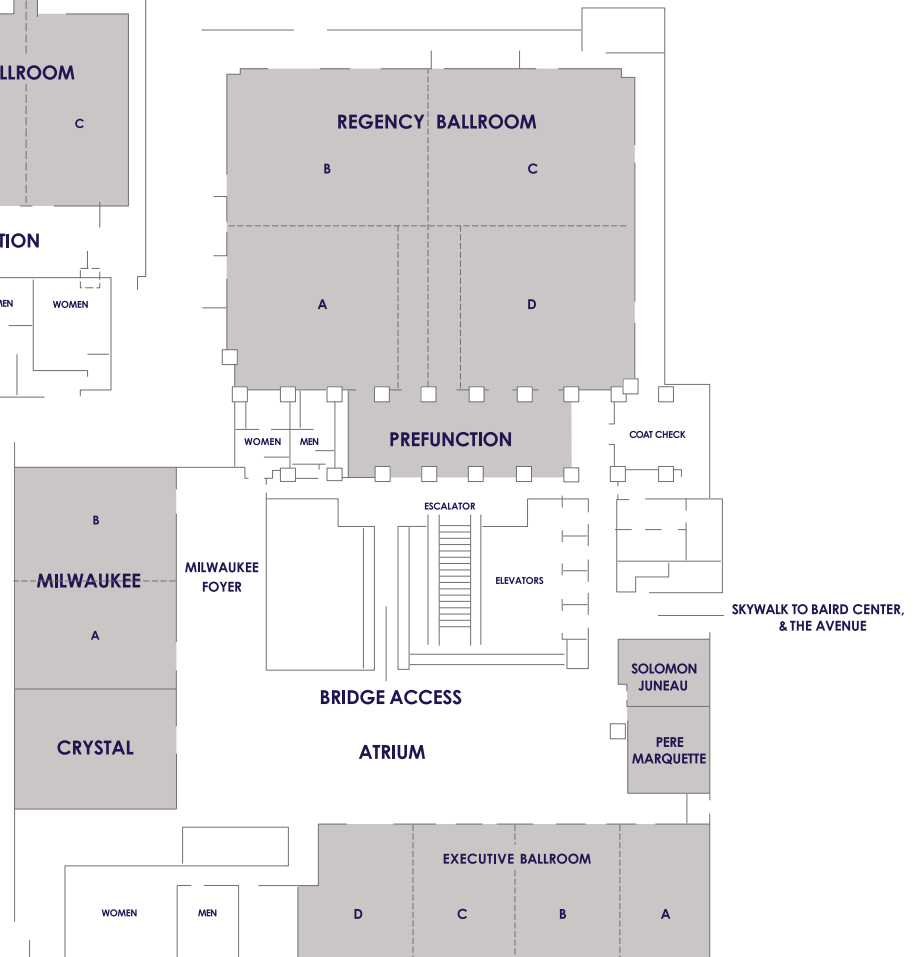 LLROOM
C
REGENCY BALLROOM
B
C
TION
WOMEN
A
D
WOMEN
MEN
PREFUNCTION
COAT CHECK
ESCALATOR
B
MILWAUKEE
FOYER
MILWAUKEE
ELEVATORS
A
SKYWALK TO BAIRD CENTER,
& THE AVENUE
SOLOMON
JUNEAU
BRIDGE ACCESS
CRYSTAL
ATRIUM
PERE
MARQUETTE
EXECUTIVE BALLROOM
WOMEN
MEN
D
C
B
A